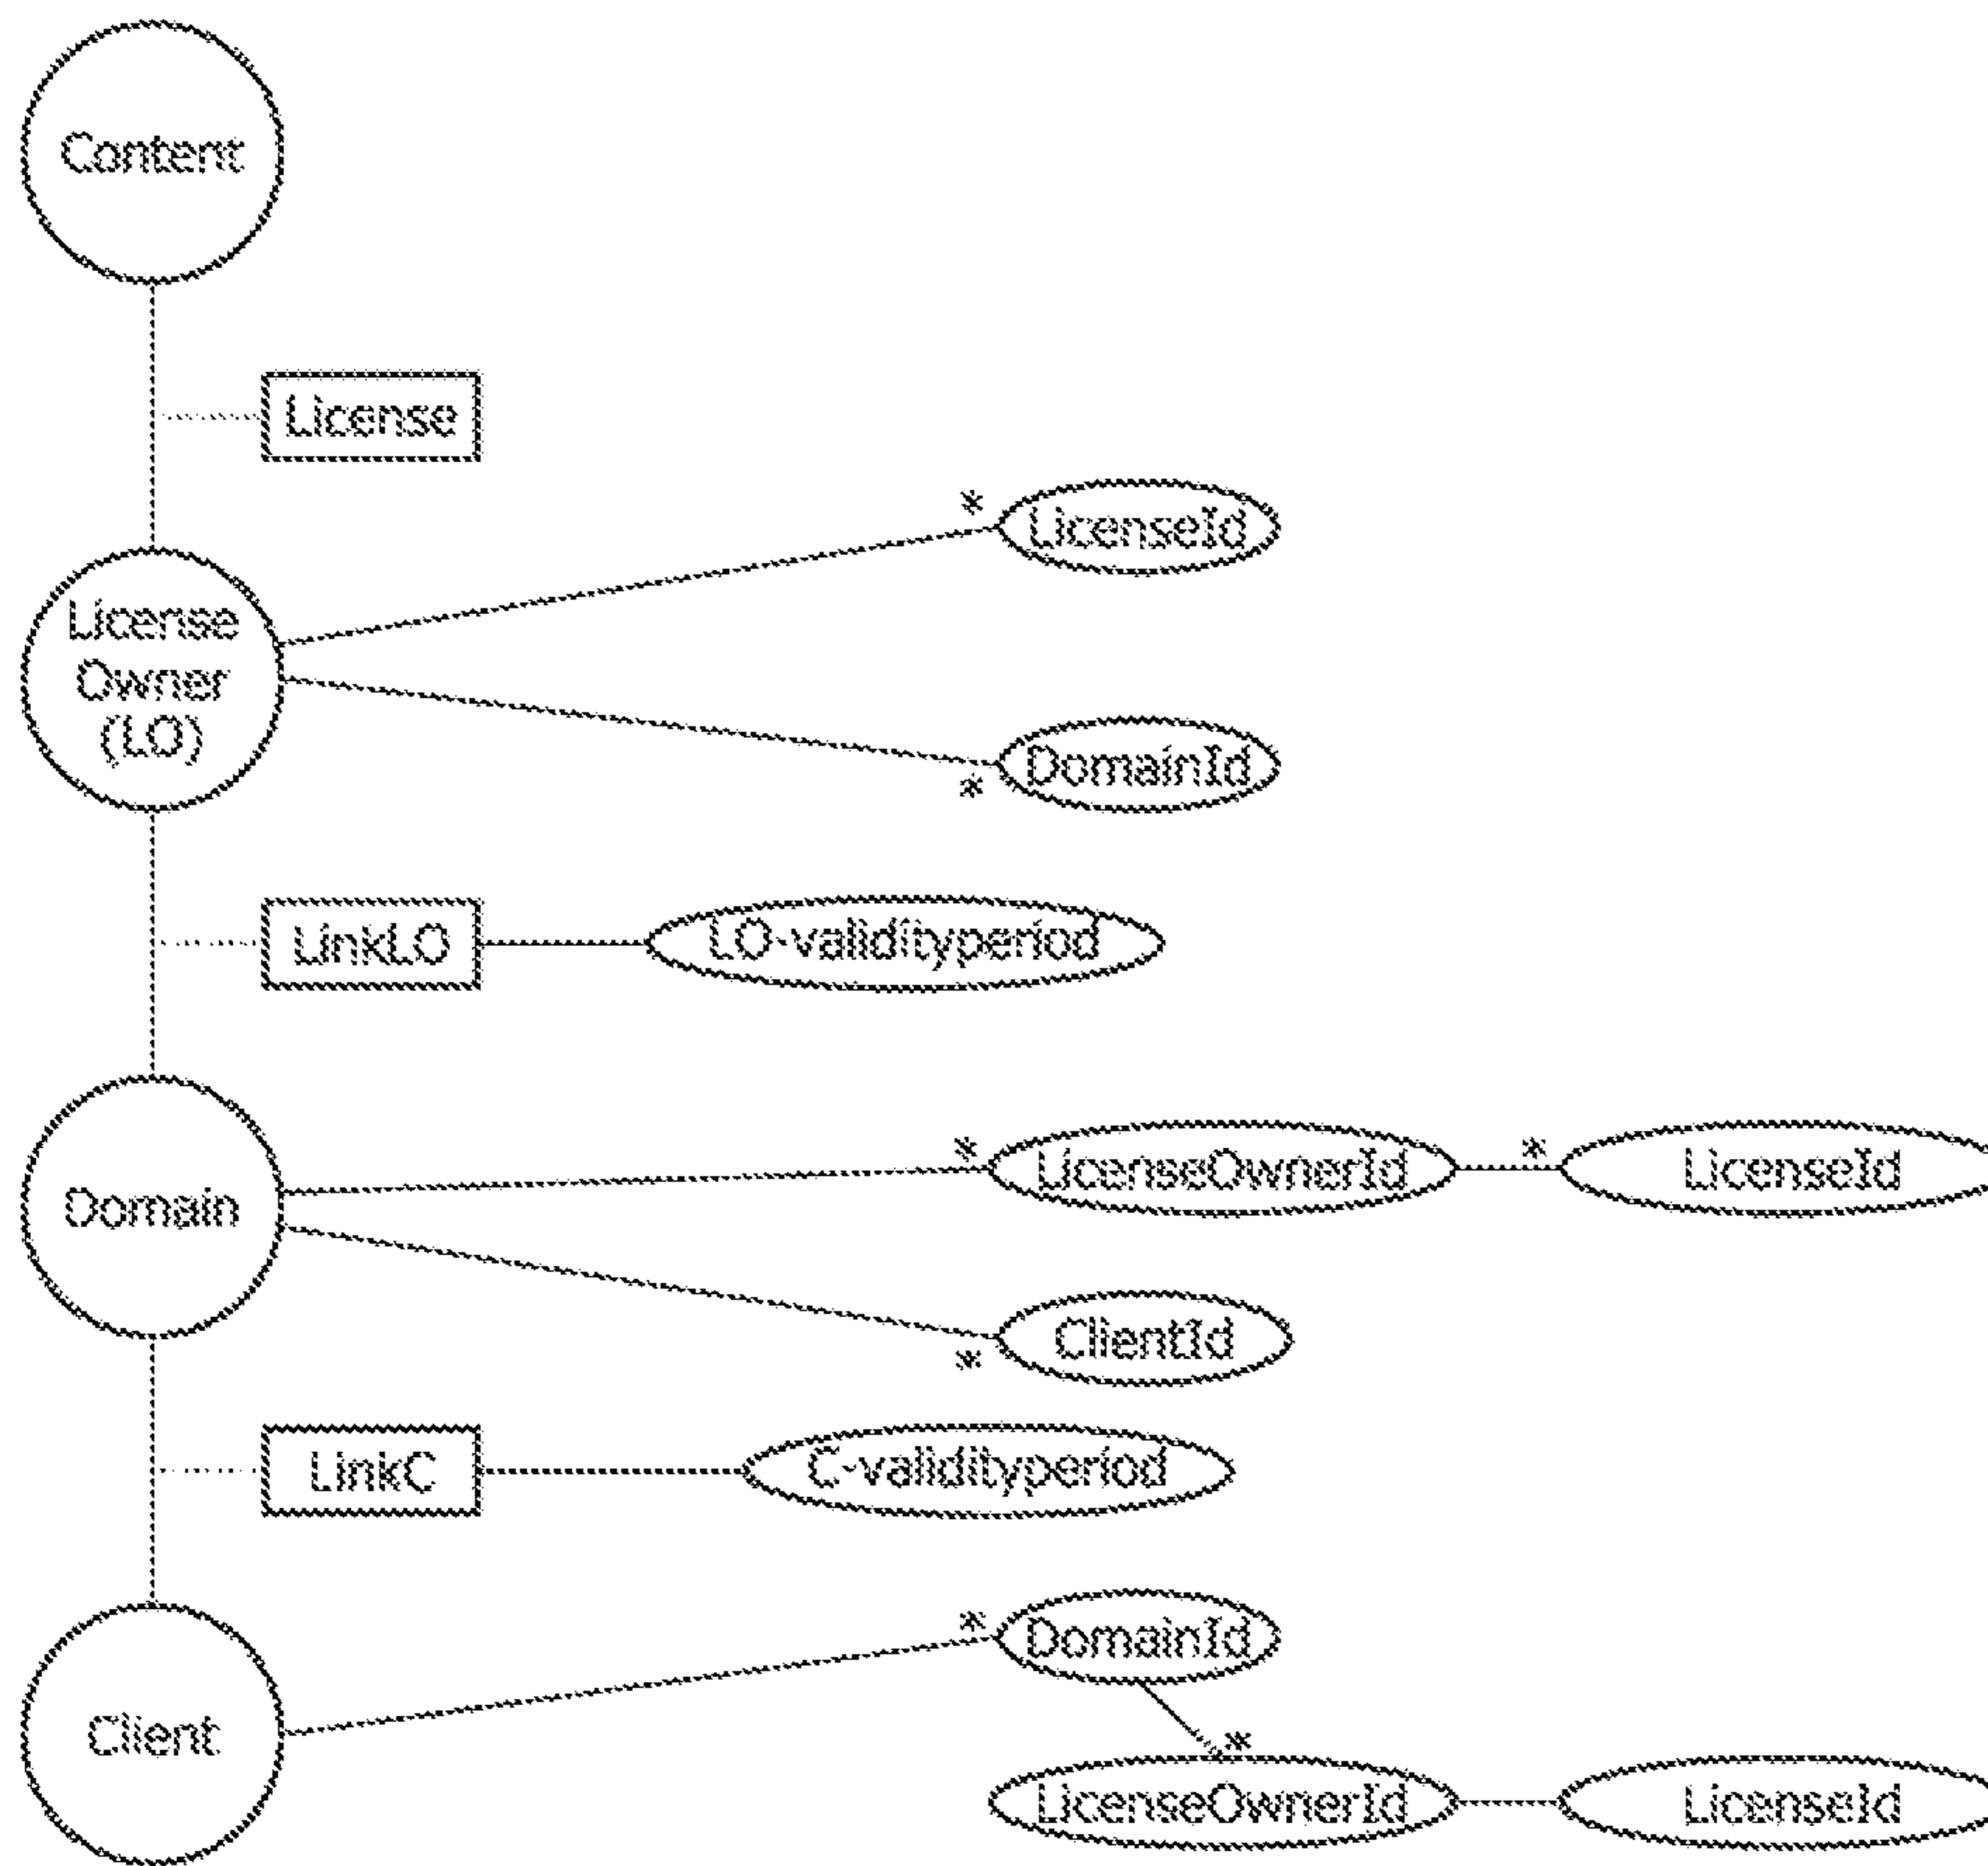 Content
License
*
LicenseId
License
Owner
(LO)
DomainId
*
LinkLO
LO-validityperiod
*
LicenseOwnerId
*
LicenseId
Domain
ClientId
*
LinkC
C-validityperiod
*
DomainId
Client
*
LicenseOwnerId
LicenseId